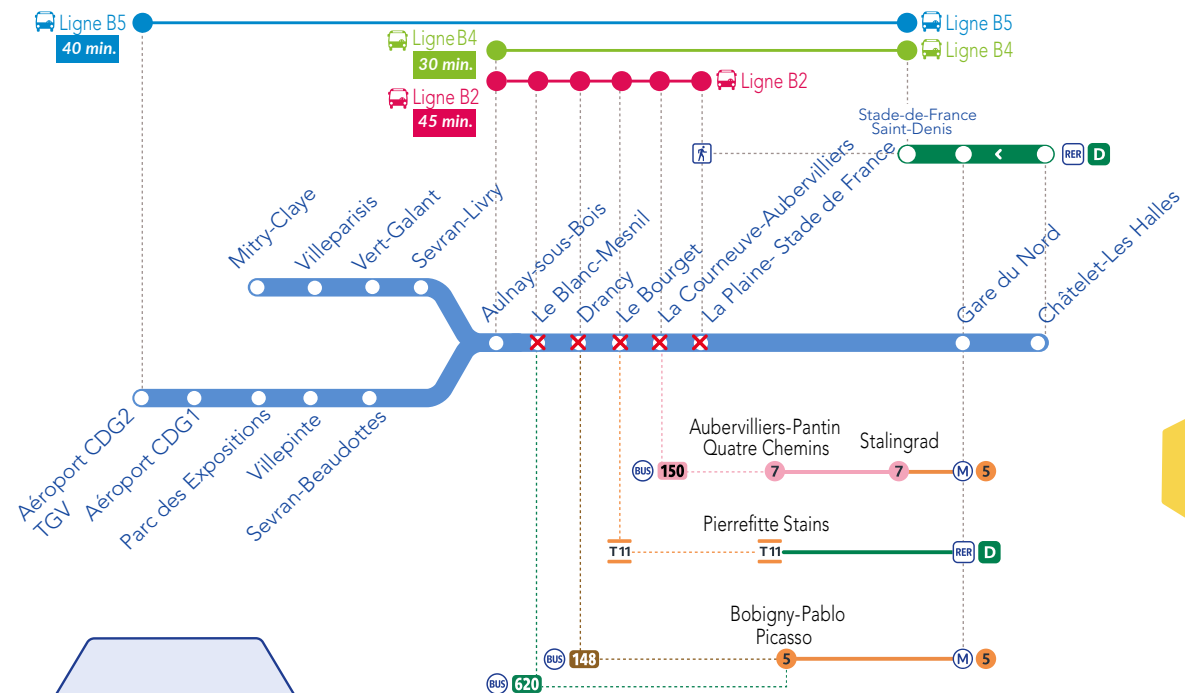 Ligne B5
40 min.
Ligne B5
Ligne B4
30 min.
Ligne B4
Ligne B2
45 min.
Ligne B2
Stade-de-France
Saint-Denis
RER D
Mitry-Claye
Villeparisis
Vert-Galant
Sevran-Livry
Aulnay-sous-Bois
Le Blanc-Mesnil
Drancy
Le Bourget
La Courneuve-Aubervilliers
La Plaine- Stade de France
Gare du Nord
Châtelet-Les Halles
Aéroport CDG2
TGV
Aéroport CDG1
Parc des Expositions
Villepinte
Sevran-Beaudottes
Aubervilliers-Pantin
Quatre Chemins
Stalingrad
BUS 150
7
7
M 5
Pierrefitte Stains
T11
T11
RER D
Bobigny-Pablo
Picasso
BUS 148
5
M 5
BUS 620